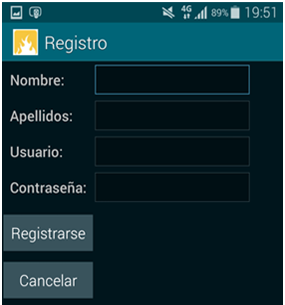 4G 89% 19:51
Registro
Nombre:
Apellidos:
Usuario:
Contraseña:
Registrarse
Cancelar